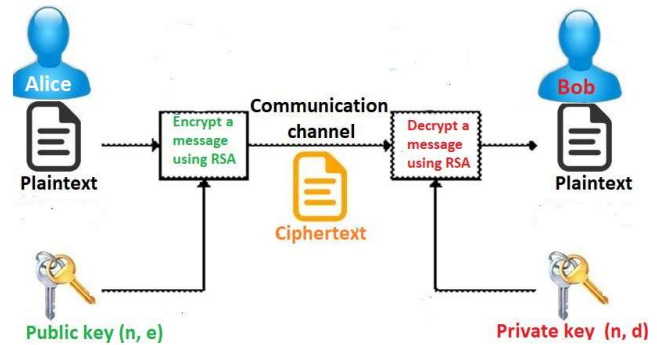 Alice
Bob
Plaintext
Encrypt a
message
using RSA
Communication
channel
Ciphertext
Decrypt a
message
using RSA
Plaintext
Public key (n, e)
Private key (n, d)